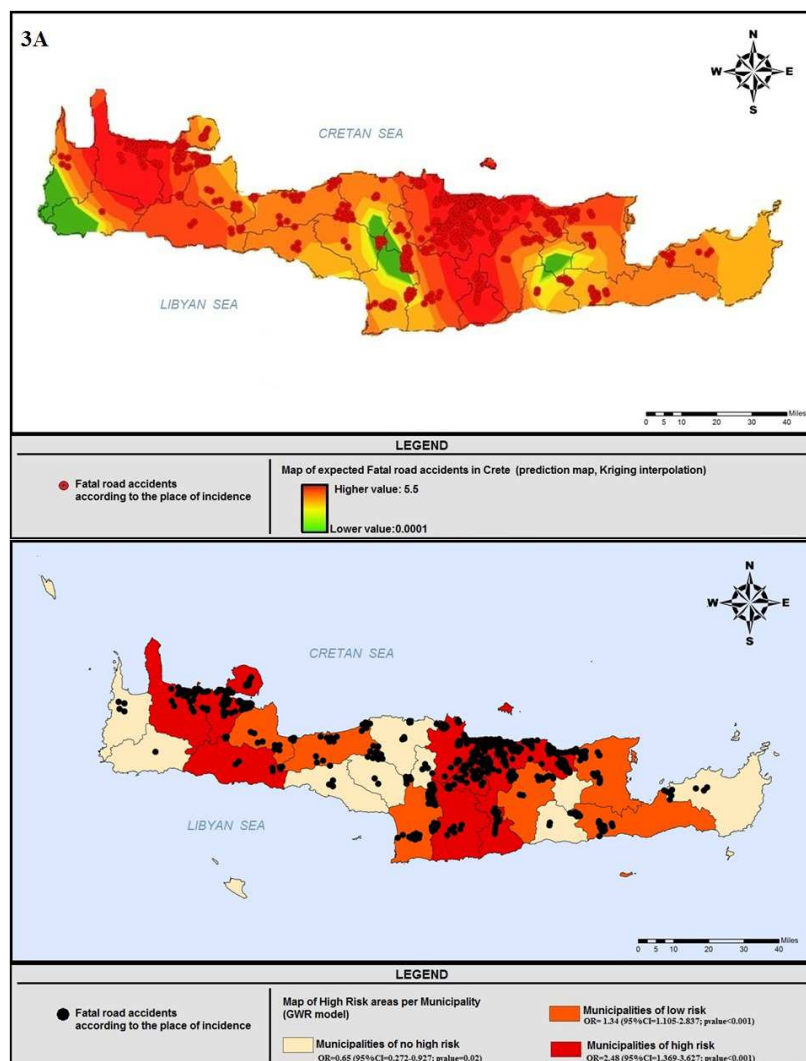 3A
N
W E
S
CRETAN SEA
LIBYAN SEA
Miles
0 5 10 20 30 40
LEGEND
Fatal road accidents
according to the place of incidence
Map of expected Fatal road accidents in Crete (prediction map, Kriging interpolation)
Higher value: 5.5
Lower value:0.0001
N
W E
S
CRETAN SEA
LIBYAN SEA
Miles
0 5 10 20 30 40
LEGEND
Fatal road accidents
according to the place of incidence
Map of High Risk areas per Municipality
(GWR model)
Municipalities of no high risk
OR=0.65 (95%CI=0.272-0.927; pvalue=0.02)
Municipalities of low risk
OR= 1.34 (95%CI=1.105-2.837; pvalue<0.001)
Municipalities of high risk
OR=2.48 (95%CI=1.369-3.627; pvalue<0.001)